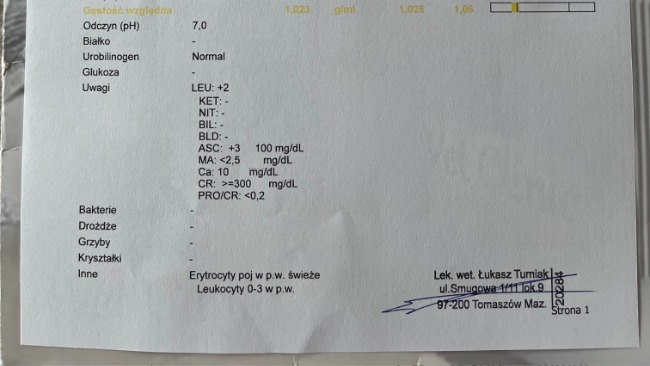 Gęstość względna 1,023 g/ml 1,025 1,06
Odczyn (pH) 7,0
Białko -
Urobilinogen Normal
Glukoza -
Uwagi LEU: +2
KET: -
NIT: -
BIL: -
BLD: -
ASC: +3 100 mg/dL
MA: <2,5 mg/dL
Ca: 10 mg/dL
CR: >=300 mg/dL
PRO/CR: <0,2
Bakterie -
Drożdże -
Grzyby -
Kryształki -
Inne Erytrocyty poj w p.w. świeże
Leukocyty 0-3 w p.w.
Lek. wet. Łukasz Turniak
ul.Smugowa 1/11 lok.9
97-200 Tomaszów Maz.
20284
Strona 1